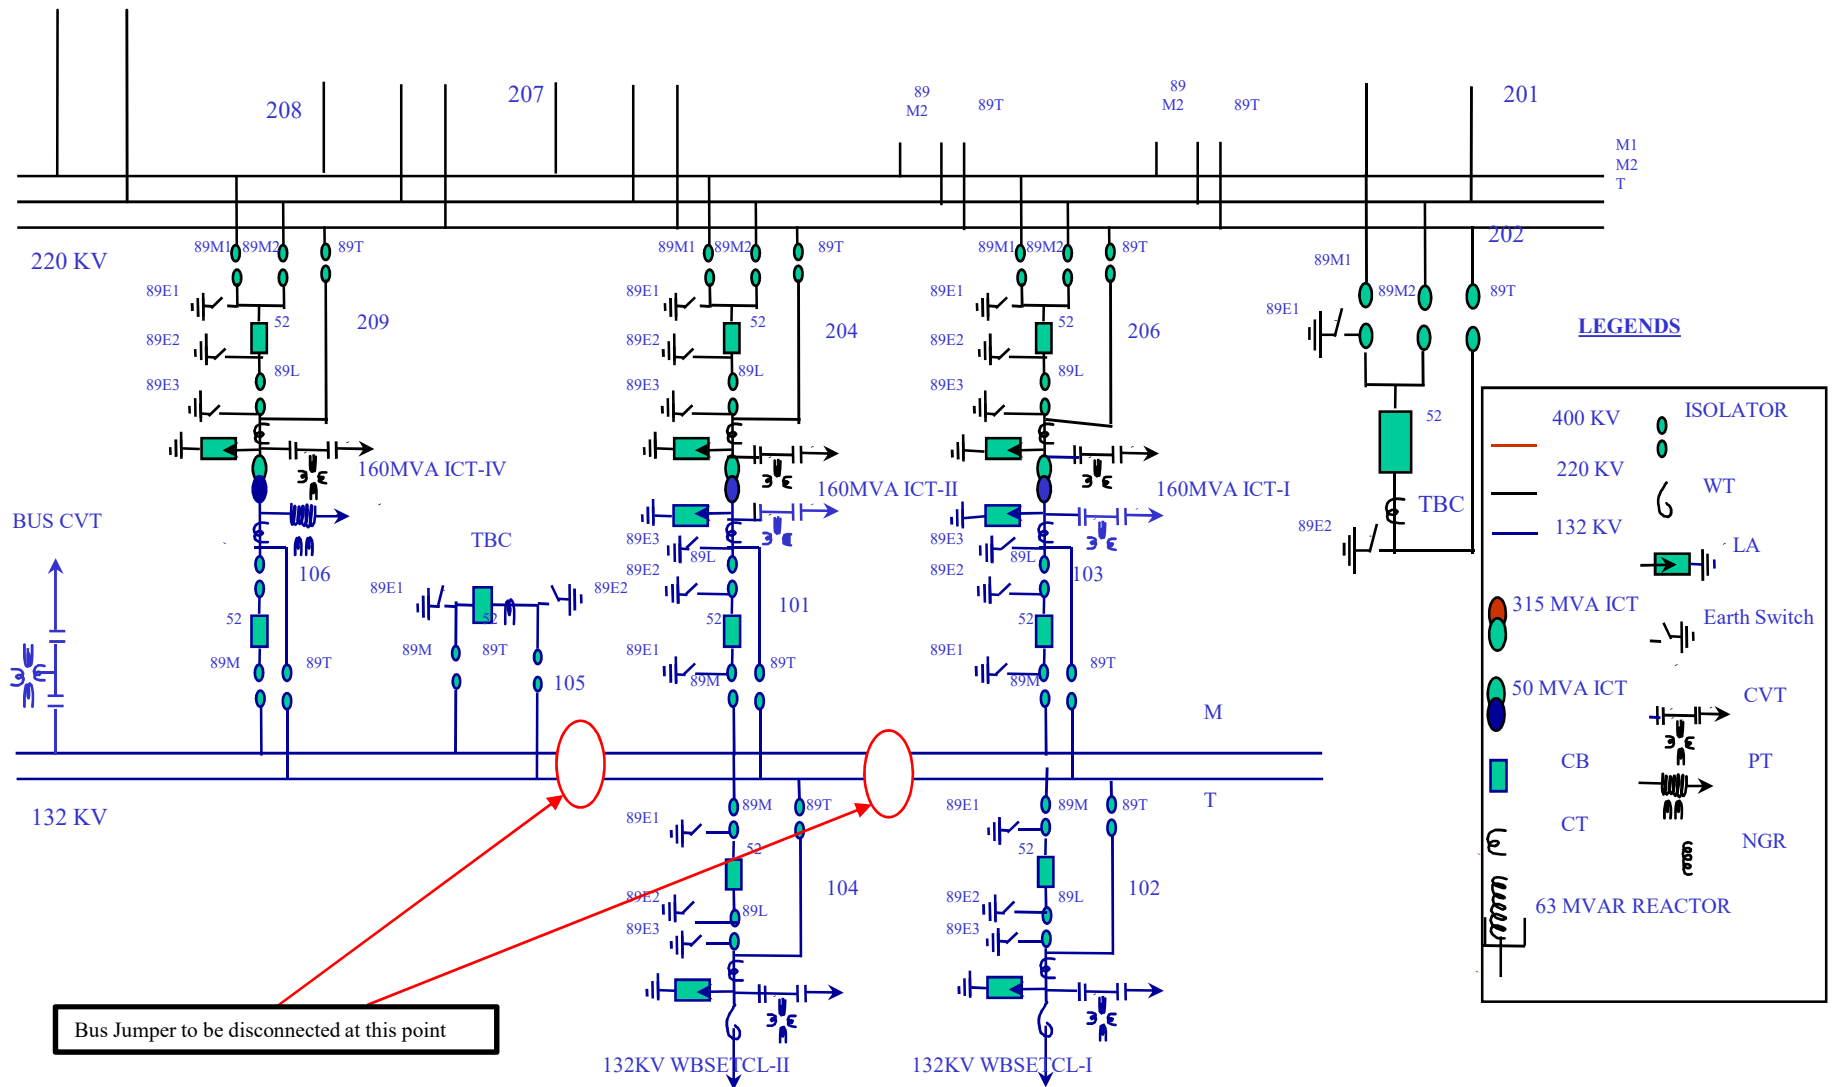 208
207
89
M2
89T
89
M2
89T
201
M1
M2
T
220 KV
89M1
89M2
89T
89M1
89M2
89T
89M1
89M2
89T
202
89M1
89E1
52
209
89E1
52
204
89E1
52
206
89E1
89M2
89T
89E2
89L
89E2
89L
89E2
89L
LEGENDS
89E3
89E3
89E3
52
400 KV
ISOLATOR
160MVA ICT-IV
160MVA ICT-II
160MVA ICT-I
220 KV
WT
TBC
BUS CVT
TBC
89E2
132 KV
LA
89E3
89L
89E3
89L
106
89E1
52
89E2
89E2
101
89E2
103
315 MVA ICT
Earth Switch
52
52
52
89M
89T
89M
89T
89E1
89M
89T
89E1
89M
89T
105
50 MVA ICT
CVT
M
CB
PT
132 KV
T
89E1
89M
89T
89E1
89M
89T
CT
NGR
52
52
104
102
89E2
89L
89E2
89L
89E3
89E3
63 MVAR REACTOR
Bus Jumper to be disconnected at this point
132KV WBSETCL-II
132KV WBSETCL-I